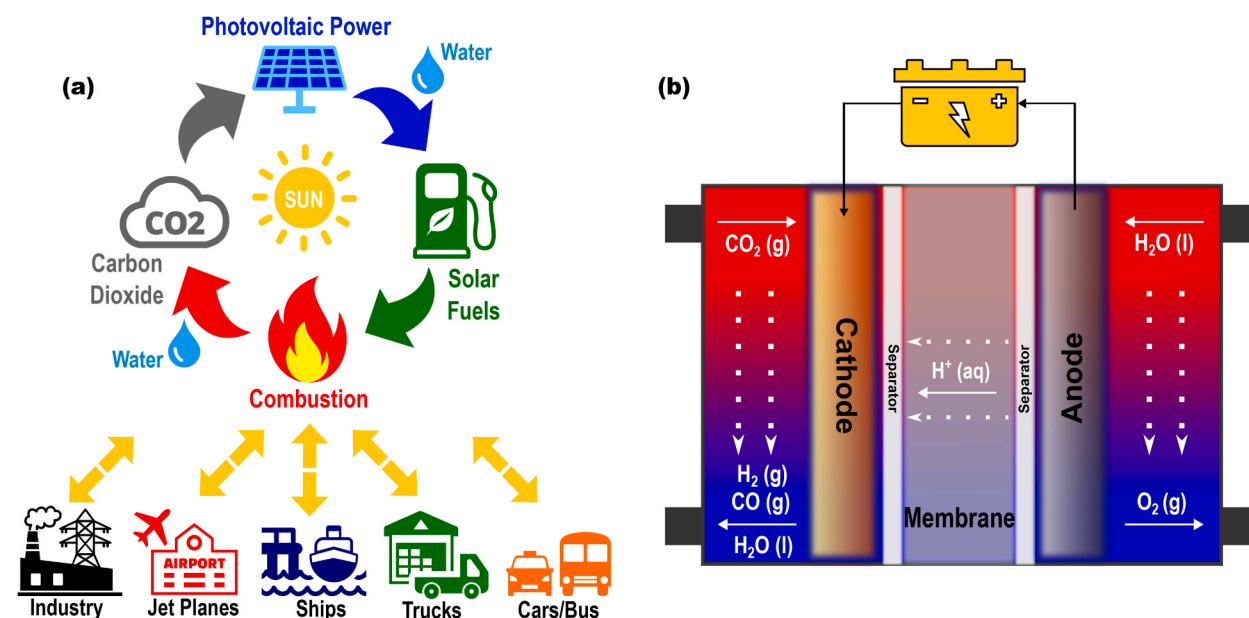 (a)
Photovoltaic Power
Water
SUN
CO2
Carbon
Dioxide
Solar
Fuels
Water
Combustion
AIRPORT
Industry
Jet Planes
Ships
Trucks
Cars/Bus
(b)
- +
CO₂ (g)
H₂O (l)
Cathode
Separator
H⁺ (aq)
Separator
Anode
Membrane
H₂ (g)
CO (g)
H₂O (l)
O₂ (g)